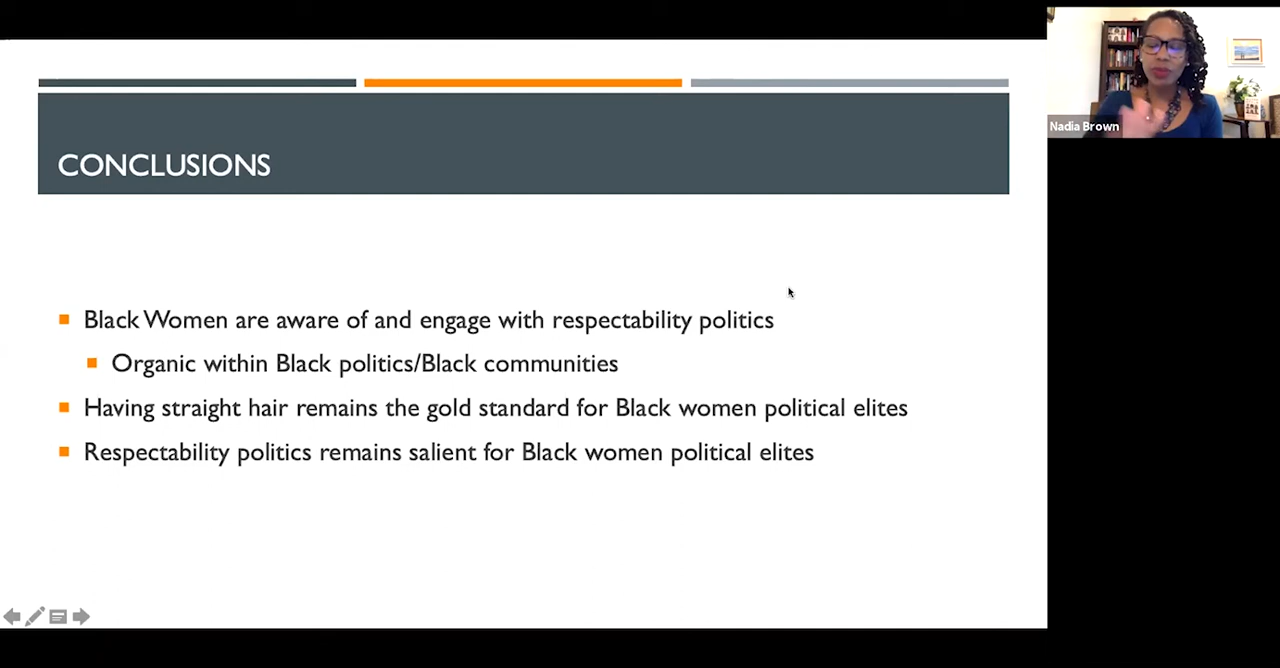 CONCLUSIONS
Black Women are aware of and engage with respectability politics
Organic within Black politics/Black communities
Having straight hair remains the gold standard for Black women political elites
Respectability politics remains salient for Black women political elites
Nadia Brown